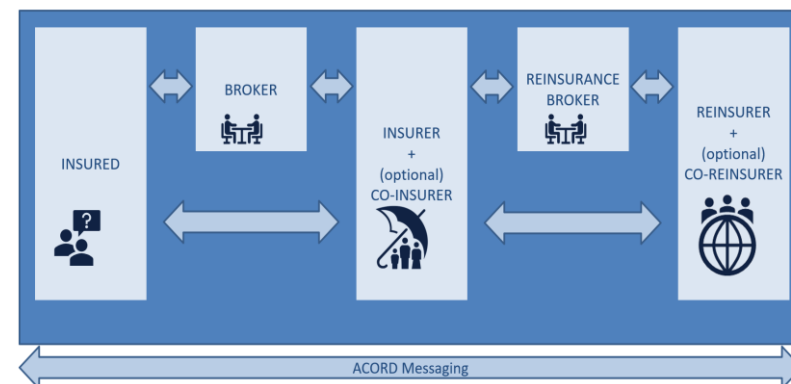 INSURED
BROKER
INSURER
+
(optional)
CO-INSURER
REINSURANCE
BROKER
REINSURER
+
(optional)
CO-REINSURER
?
ACORD Messaging